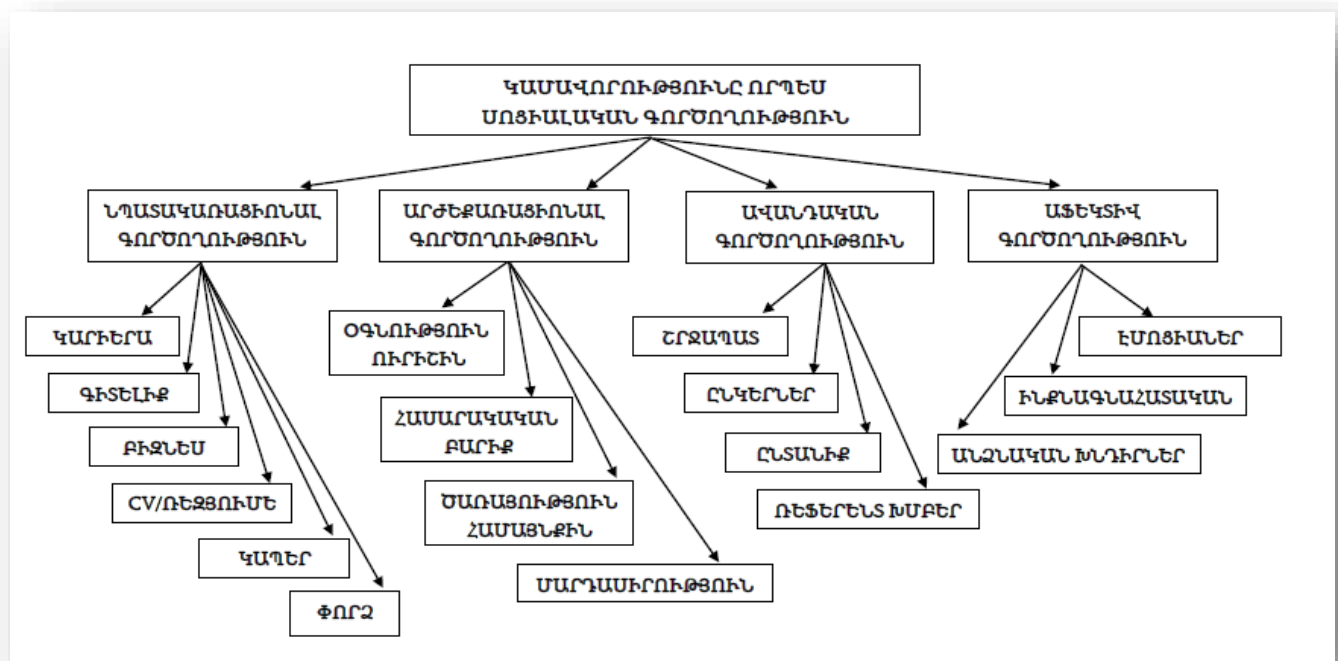 ԿԱՄԱՎՈՐՈՒԹՅՈՒՆԸ ՈՐՊԵՍ
ՍՈՑԻԱԼԱԿԱՆ ԳՈՐԾՈՂՈՒԹՅՈՒՆ
ՆՊԱՏԱԿԱՌԱՑԻՈՆԱԼ
ԳՈՐԾՈՂՈՒԹՅՈՒՆ
ԿԱՐԻԵՐԱ
ԳԻՏԵԼԻՔ
ԲԻԶՆԵՍ
CV/ՌԵԶՅՈՒՄԵ
ԿԱՊԵՐ
ՓՈՐՁ
ԱՐԺԵՔԱՌԱՑԻՈՆԱԼ
ԳՈՐԾՈՂՈՒԹՅՈՒՆ
ՕԳՆՈՒԹՅՈՒՆ
ՈՒՐԻՇԻՆ
ՀԱՍԱՐԱԿԱԿԱՆ
ԲԱՐԻՔ
ԾԱՌԱՅՈՒԹՅՈՒՆ
ՀԱՄԱՅՆՔԻՆ
ՄԱՐԴԱՍԻՐՈՒԹՅՈՒՆ
ԱՎԱՆԴԱԿԱՆ
ԳՈՐԾՈՂՈՒԹՅՈՒՆ
ՇՐՋԱՊԱՏ
ԸՆԿԵՐՆԵՐ
ԸՆՏԱՆԻՔ
ՌԵՖԵՐԵՆՏ ԽՄԲԵՐ
ԱՖԵԿՏԻՎ
ԳՈՐԾՈՂՈՒԹՅՈՒՆ
ԷՄՈՑԻԱՆԵՐ
ԻՆՔՆԱԳՆԱՀԱՏԱԿԱՆ
ԱՆՁՆԱԿԱՆ ԽՆԴԻՐՆԵՐ